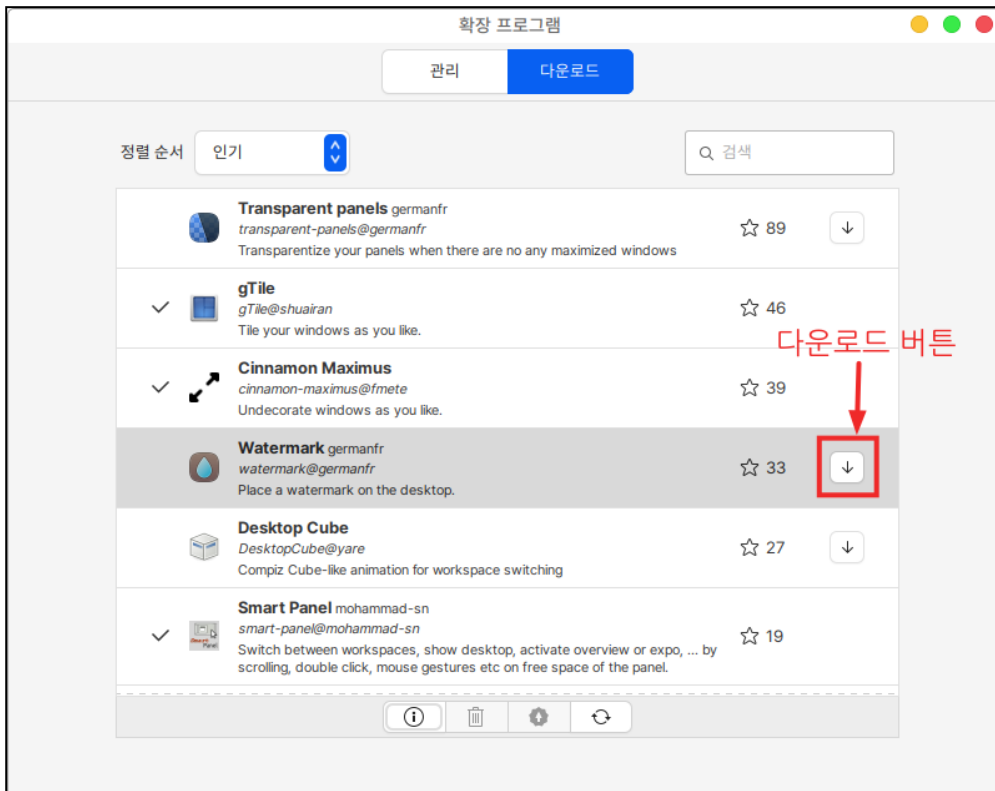 확장 프로그램
관리
다운로드
정렬 순서
인기
검색
Transparent panels germanfr
transparent-panels@germanfr
Transparentize your panels when there are no any maximized windows
89
gTile
gTile@shuairan
Tile your windows as you like.
46
다운로드 버튼
Cinnamon Maximus
cinnamon-maximus@fmete
Undecorate windows as you like.
39
Watermark germanfr
watermark@germanfr
Place a watermark on the desktop.
33
Desktop Cube
DesktopCube@yare
Compiz Cube-like animation for workspace switching
27
Smart Panel mohammad-sn
smart-panel@mohammad-sn
Switch between workspaces, show desktop, activate overview or expo, ... by
scrolling, double click, mouse gestures etc on free space of the panel.
19